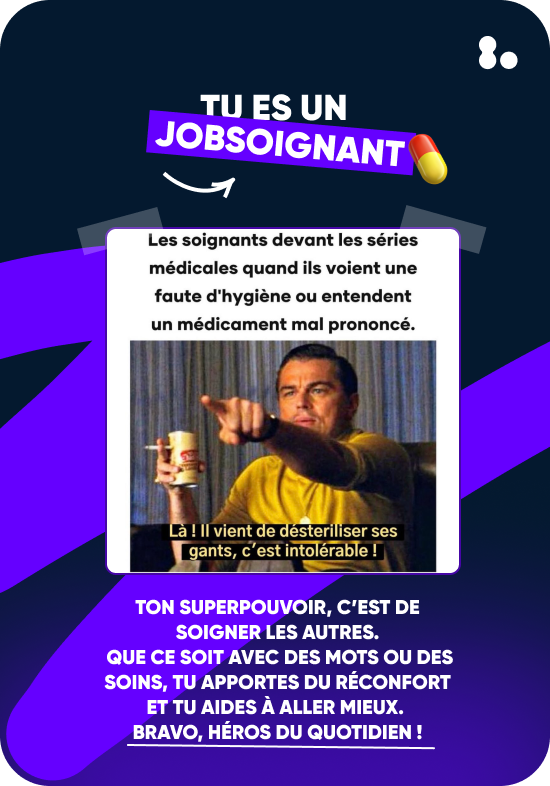 TU ES UN
JOBSOIGNANT
Les soignants devant les séries
médicales quand ils voient une
faute d'hygiène ou entendent
un médicament mal prononcé.
Là ! Il vient de désteriliser ses
gants, c'est intolérable !
TON SUPERPOUVOIR, C'EST DE
SOIGNER LES AUTRES.
QUE CE SOIT AVEC DES MOTS OU DES
SOINS, TU APPORTES DU RÉCONFORT
ET TU AIDES À ALLER MIEUX.
BRAVO, HÉROS DU QUOTIDIEN !